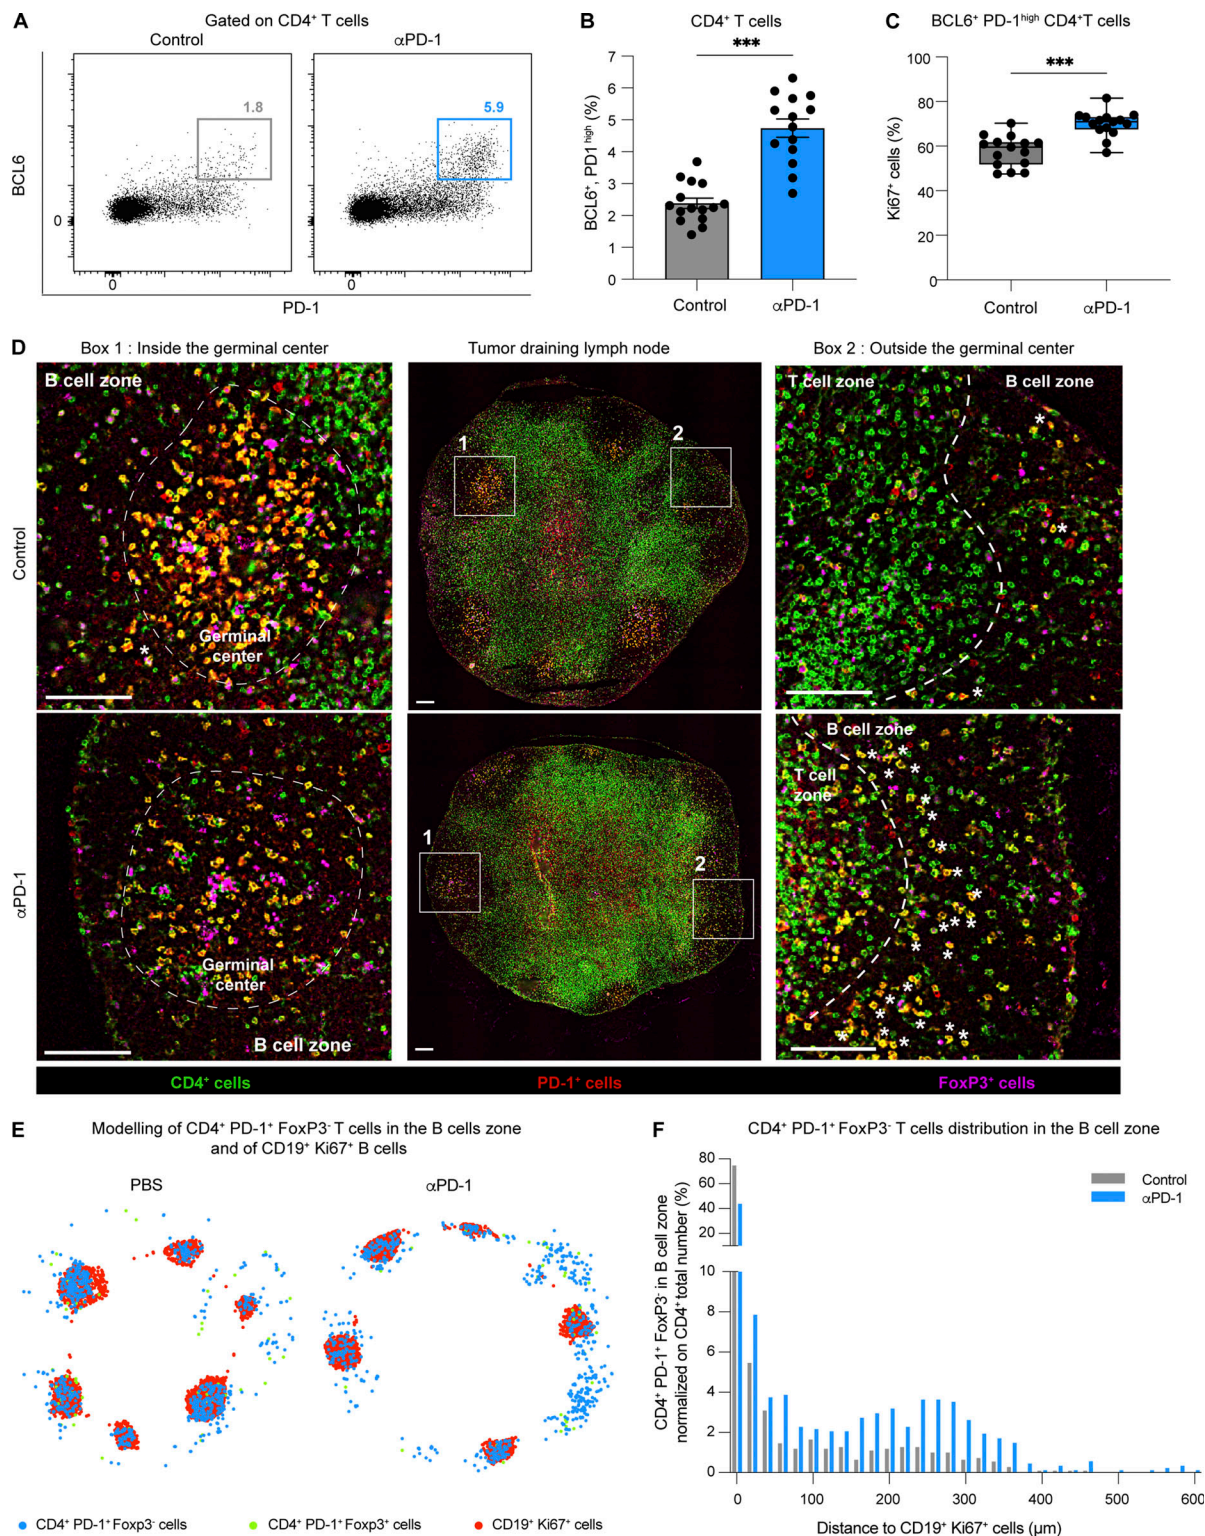 A
Gated on CD4⁺ T cells
Control
αPD-1
1.8
5.9
BCL6
0
0
0
PD-1
B
CD4⁺ T cells
***
BCL6⁺, PD1ʰⁱᵍʰ (%)
7
6
5
4
3
2
1
0
Control
αPD-1
C
BCL6⁺ PD-1ʰⁱᵍʰ CD4⁺T cells
***
Ki67⁺ cells (%)
100
80
60
40
20
0
Control
αPD-1
D
Box 1 : Inside the germinal center
Tumor draining lymph node
Box 2 : Outside the germinal center
Control
B cell zone
Germinal
center
*
1
2
T cell zone
B cell zone
*
*
*
αPD-1
Germinal
center
B cell zone
1
2
B cell zone
T cell
zone
* * * * * * * * * * * * * * * * * * * * * * * *
CD4⁺ cells
PD-1⁺ cells
FoxP3⁺ cells
E
Modelling of CD4⁺ PD-1⁺ FoxP3⁻ T cells in the B cells zone
and of CD19⁺ Ki67⁺ B cells
PBS
αPD-1
CD4⁺ PD-1⁺ Foxp3⁻ cells
CD4⁺ PD-1⁺ Foxp3⁺ cells
CD19⁺ Ki67⁺ cells
F
CD4⁺ PD-1⁺ FoxP3⁻ T cells distribution in the B cell zone
Control
αPD-1
CD4⁺ PD-1⁺ FoxP3⁻ in B cell zone
normalized on CD4⁺total number (%)
80
60
40
20
10
8
6
4
2
0
0
100
200
300
400
500
600
Distance to CD19⁺ Ki67⁺ cells (µm)